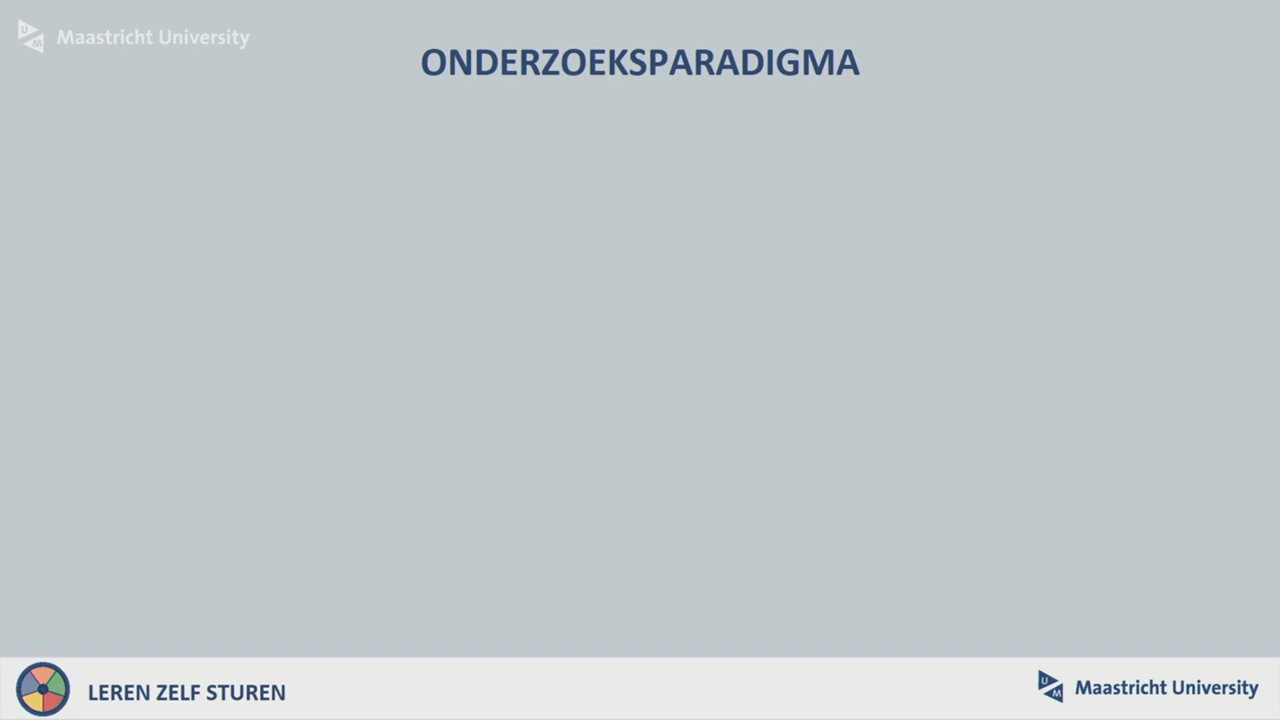 Maastricht University
ONDERZOEKSPARADIGMA
LEREN ZELF STUREN
Maastricht University